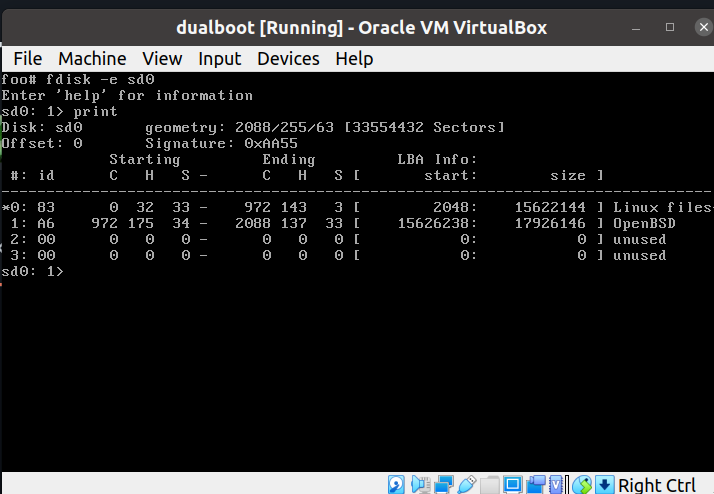 dualboot [Running] - Oracle VM VirtualBox
File Machine View Input Devices Help
foo# fdisk -e sd0
Enter 'help' for information
sd0: 1> print
Disk: sd0 geometry: 2088/255/63 [33554432 Sectors]
Offset: 0 Signature: 0xAA55
Starting Ending LBA Info:
#: id C H S - C H S [ start: size ]
-------------------------------------------------------------------------------
*0: 83 0 32 33 - 972 143 3 [ 2048: 15622144 ] Linux files*
1: A6 972 175 34 - 2088 137 33 [ 15626238: 17926146 ] OpenBSD
2: 00 0 0 0 - 0 0 0 [ 0: 0 ] unused
3: 00 0 0 0 - 0 0 0 [ 0: 0 ] unused
sd0: 1>
Right Ctrl